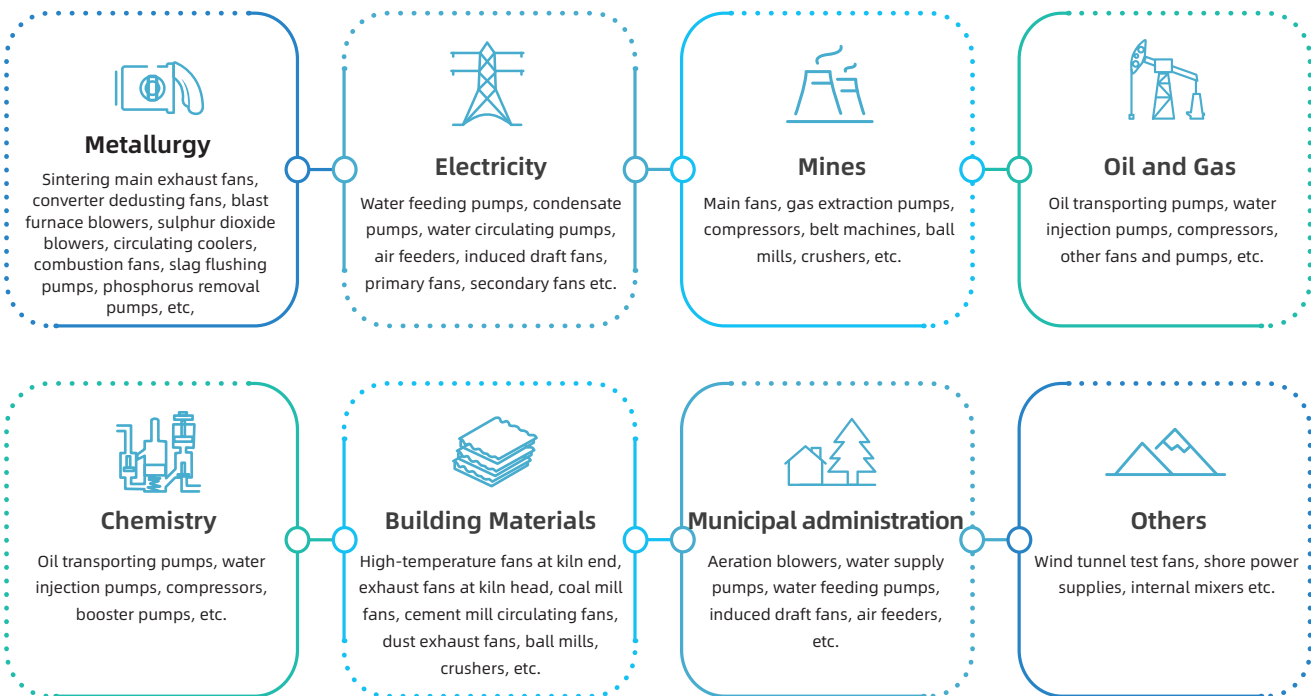 Metallurgy
Sintering main exhaust fans,
converter dedusting fans, blast
furnace blowers, sulphur dioxide
blowers, circulating coolers,
combustion fans, slag flushing
pumps, phosphorus removal
pumps, etc,
Electricity
Water feeding pumps, condensate
pumps, water circulating pumps,
air feeders, induced draft fans,
primary fans, secondary fans etc.
Mines
Main fans, gas extraction pumps,
compressors, belt machines, ball
mills, crushers, etc.
Oil and Gas
Oil transporting pumps, water
injection pumps, compressors,
other fans and pumps, etc.
Chemistry
Oil transporting pumps, water
injection pumps, compressors,
booster pumps, etc.
Building Materials
High-temperature fans at kiln end,
exhaust fans at kiln head, coal mill
fans, cement mill circulating fans,
dust exhaust fans, ball mills,
crushers, etc.
Municipal administration
Aeration blowers, water supply
pumps, water feeding pumps,
induced draft fans, air feeders,
etc.
Others
Wind tunnel test fans, shore power
supplies, internal mixers etc.